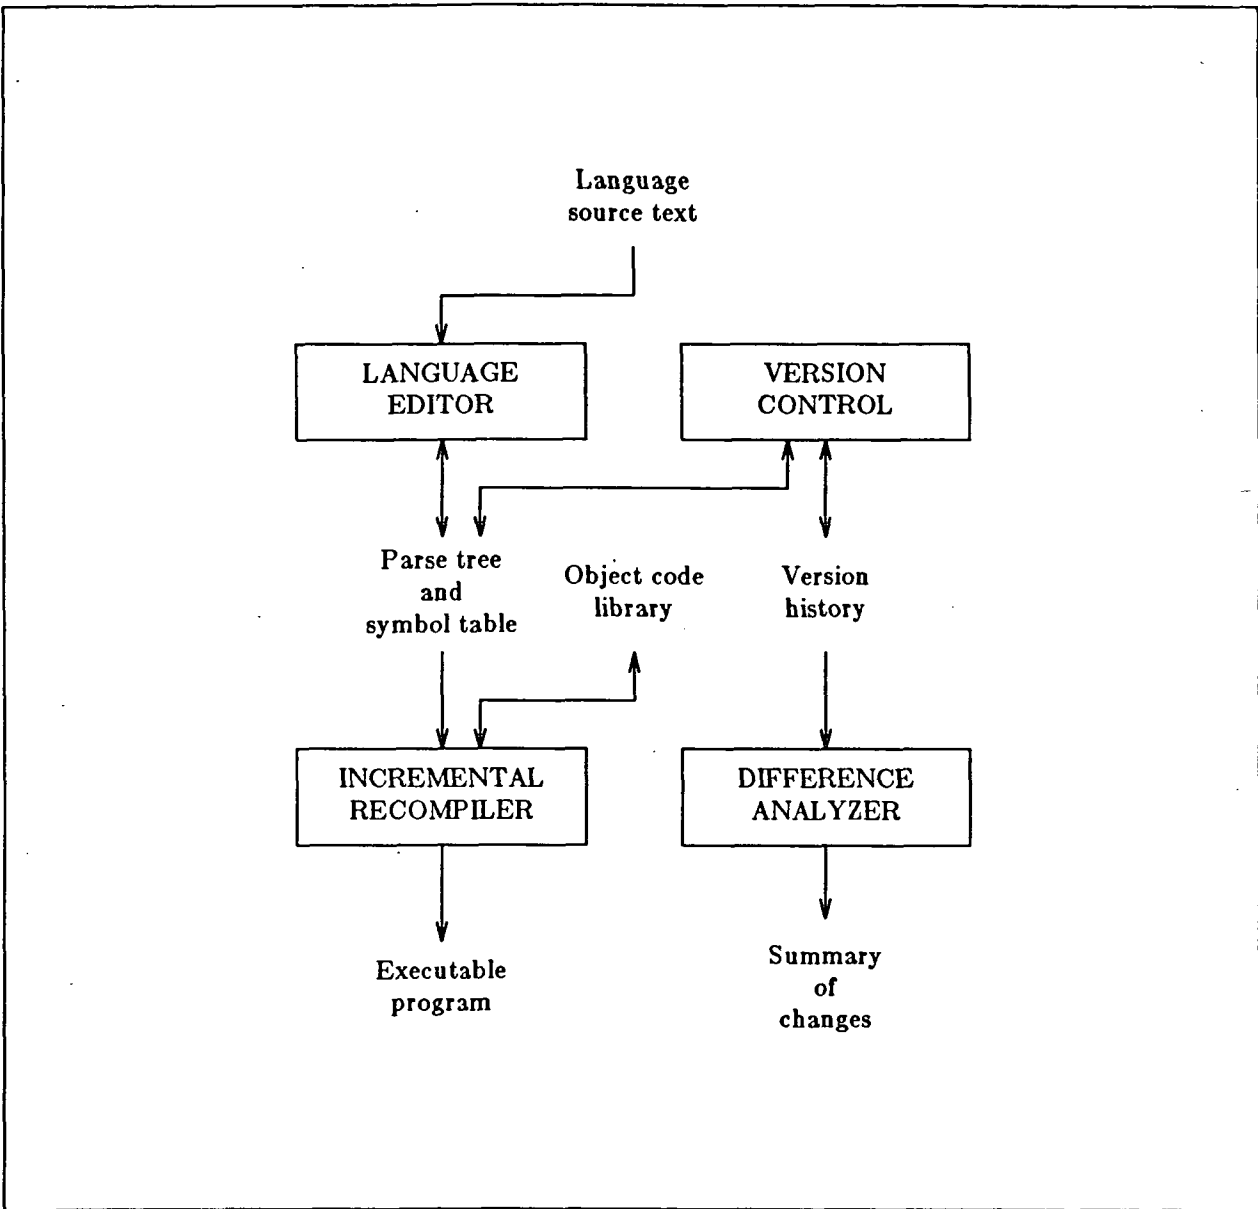 Language
source text
LANGUAGE
EDITOR
VERSION
CONTROL
Parse tree
and
symbol table
Object code
library
Version
history
INCREMENTAL
RECOMPILER
DIFFERENCE
ANALYZER
Executable
program
Summary
of
changes